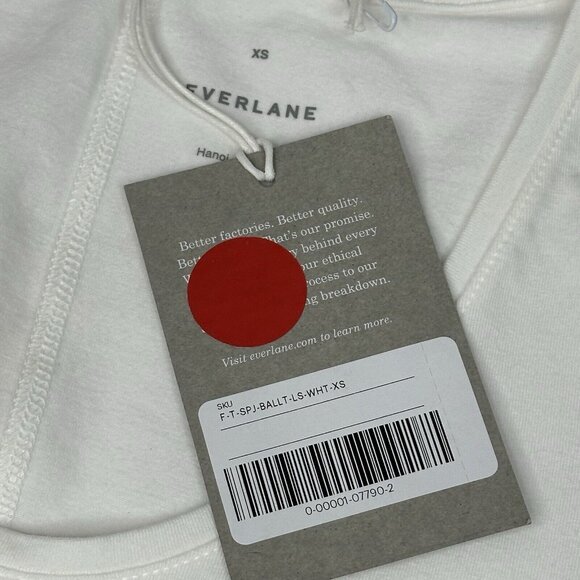 XS
EVERLANE
Hanoi
Better factories. Better quality.
That's our promise.
behind every
our ethical
process to our
breakdown.
Visit everlane.com to learn more.
SKU
F-T-SPJ-BALLT-LS-WHT-XS
0-00001-07790-2